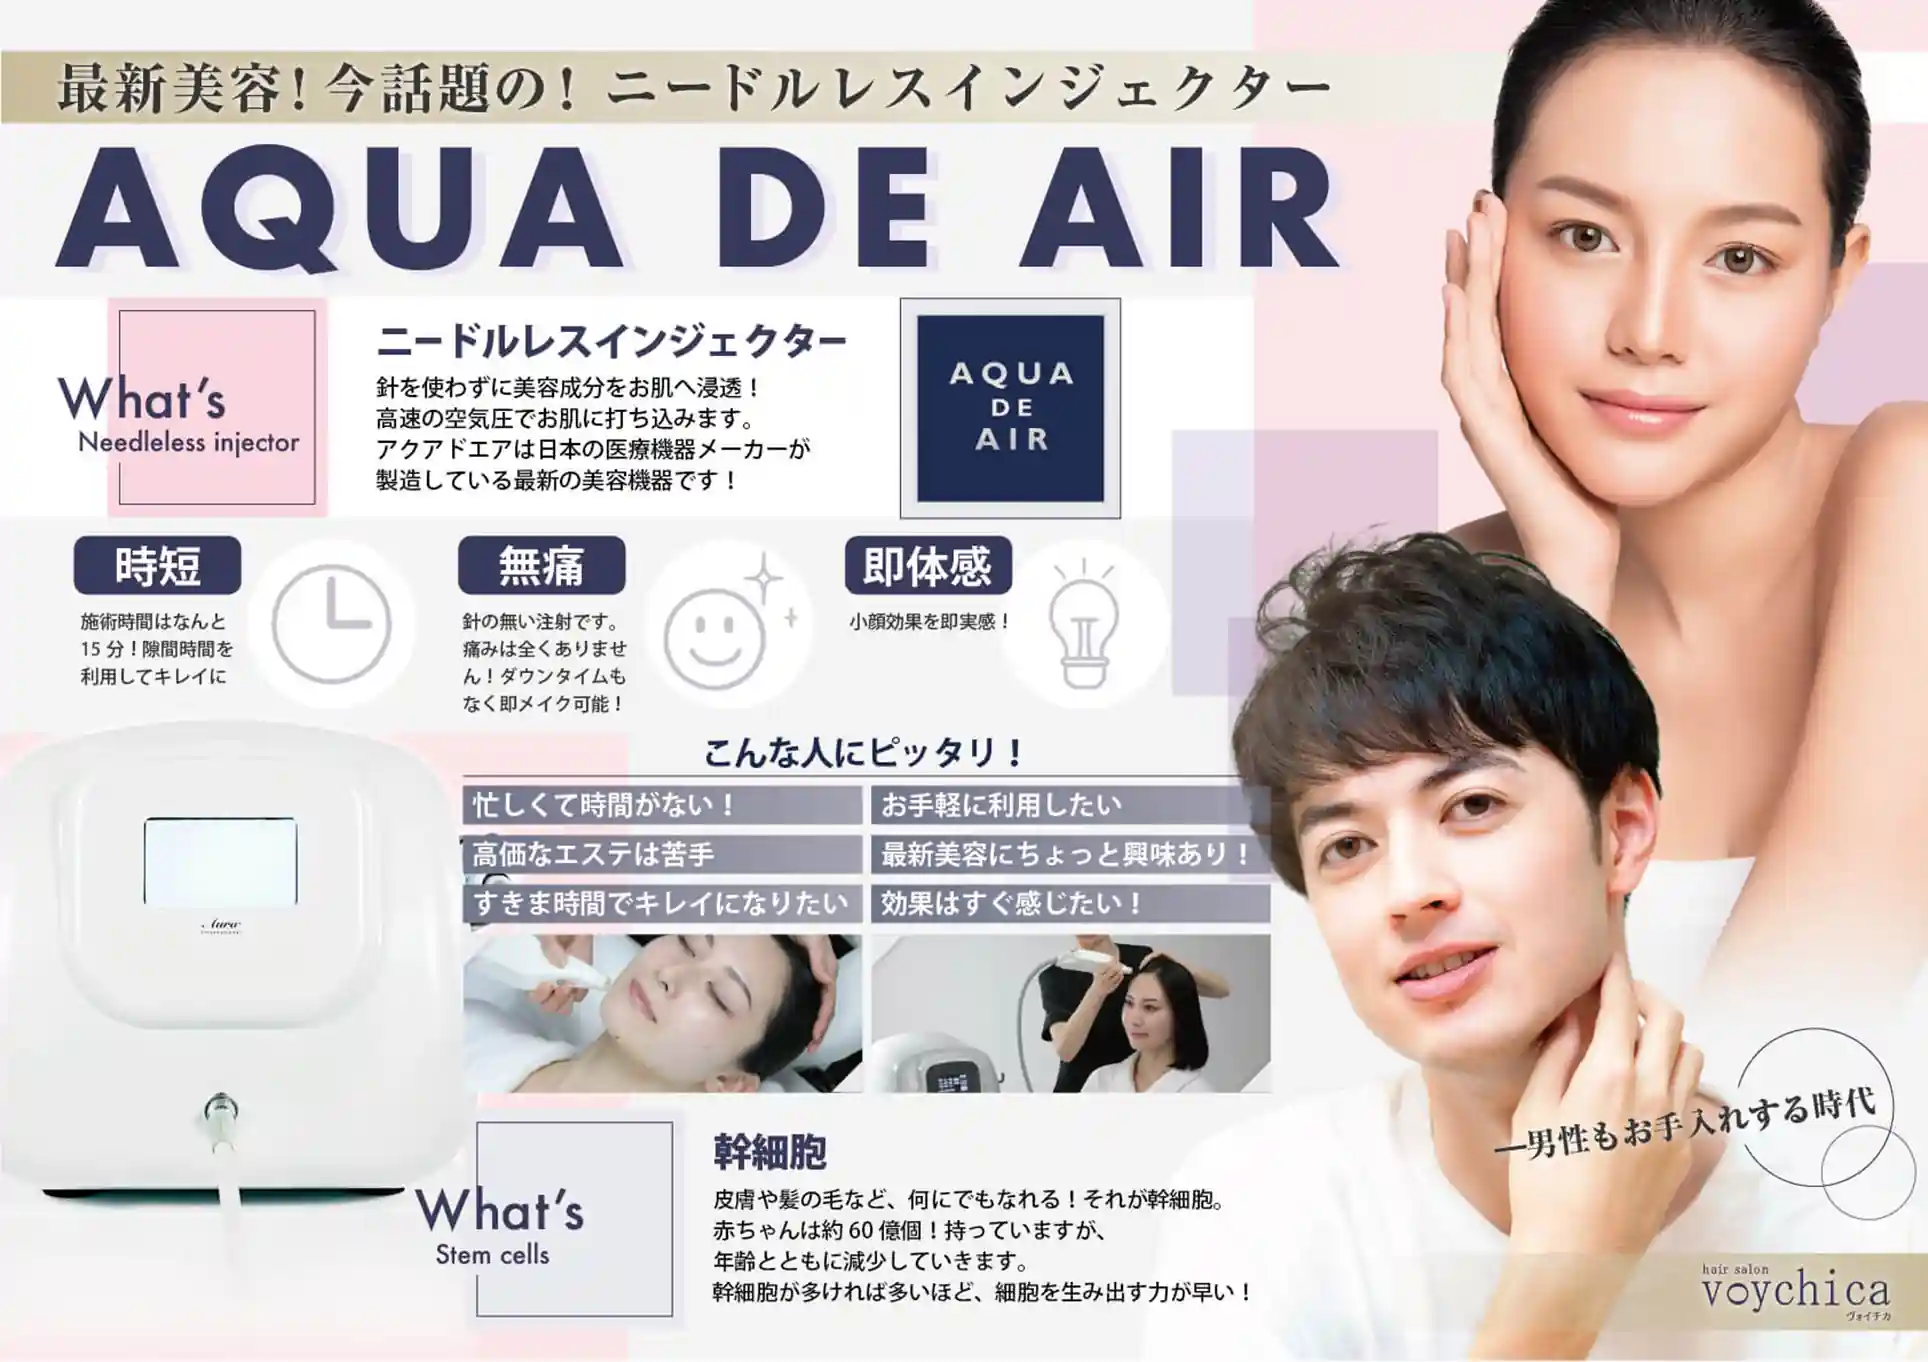 最新美容！今話題の！ニードルレスインジェクター
AQUA DE AIR
What's
Needleless injector
ニードルレスインジェクター
針を使わずに美容成分をお肌へ浸透！
高速の空気圧でお肌に打ち込みます。
アクアドエアは日本の医療機器メーカーが
製造している最新の美容機器です！
AQUA
DE
AIR
時短
施術時間はなんと
15分！隙間時間を
利用してキレイに
無痛
針の無い注射です。
痛みは全くありませ
ん！ダウンタイムも
なく即メイク可能！
即体感
小顔効果を即実感！
こんな人にピッタリ！
忙しくて時間がない！
お手軽に利用したい
高価なエステは苦手
最新美容にちょっと興味あり！
すきま時間でキレイになりたい
効果はすぐ感じたい！
Aura
What's
Stem cells
幹細胞
皮膚や髪の毛など、何にでもなれる！それが幹細胞。
赤ちゃんは約60億個！持っていますが、
年齢とともに減少していきます。
幹細胞が多ければ多いほど、細胞を生み出す力が早い！
―男性もお手入れする時代
hair salon
voychica
ヴォイチカ